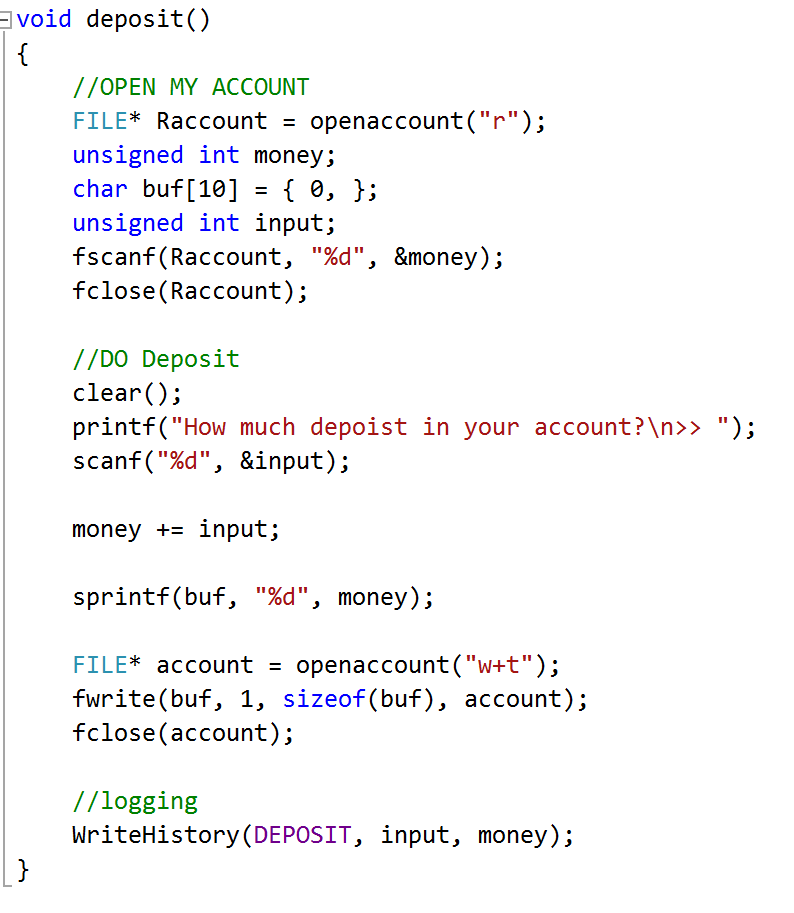 void deposit()
{
    //OPEN MY ACCOUNT
    FILE* Raccount = openaccount("r");
    unsigned int money;
    char buf[10] = { 0, };
    unsigned int input;
    fscanf(Raccount, "%d", &money);
    fclose(Raccount);

    //DO Deposit
    clear();
    printf("How much depoist in your account?\n>> ");
    scanf("%d", &input);

    money += input;

    sprintf(buf, "%d", money);

    FILE* account = openaccount("w+t");
    fwrite(buf, 1, sizeof(buf), account);
    fclose(account);

    //logging
    WriteHistory(DEPOSIT, input, money);
}